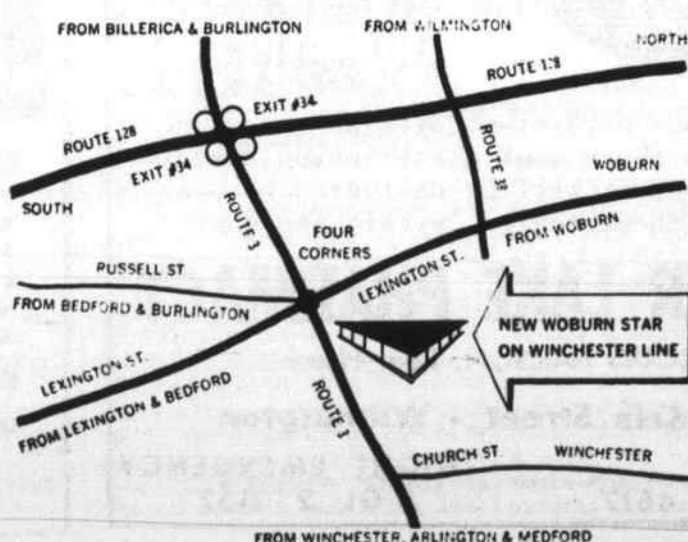 FROM BILLERICA & BURLINGTON
FROM WILMINGTON
NORTH
ROUTE 128
EXIT #34
ROUTE 128
EXIT #34
SOUTH
ROUTE 3
ROUTE 38
WOBURN
FROM WOBURN
FOUR
CORNERS
LEXINGTON ST.
RUSSELL ST.
FROM BEDFORD & BURLINGTON
NEW WOBURN STAR
ON WINCHESTER LINE
LEXINGTON ST.
FROM LEXINGTON & BEDFORD
ROUTE 3
CHURCH ST.
WINCHESTER
FROM WINCHESTER, ARLINGTON & MEDFORD